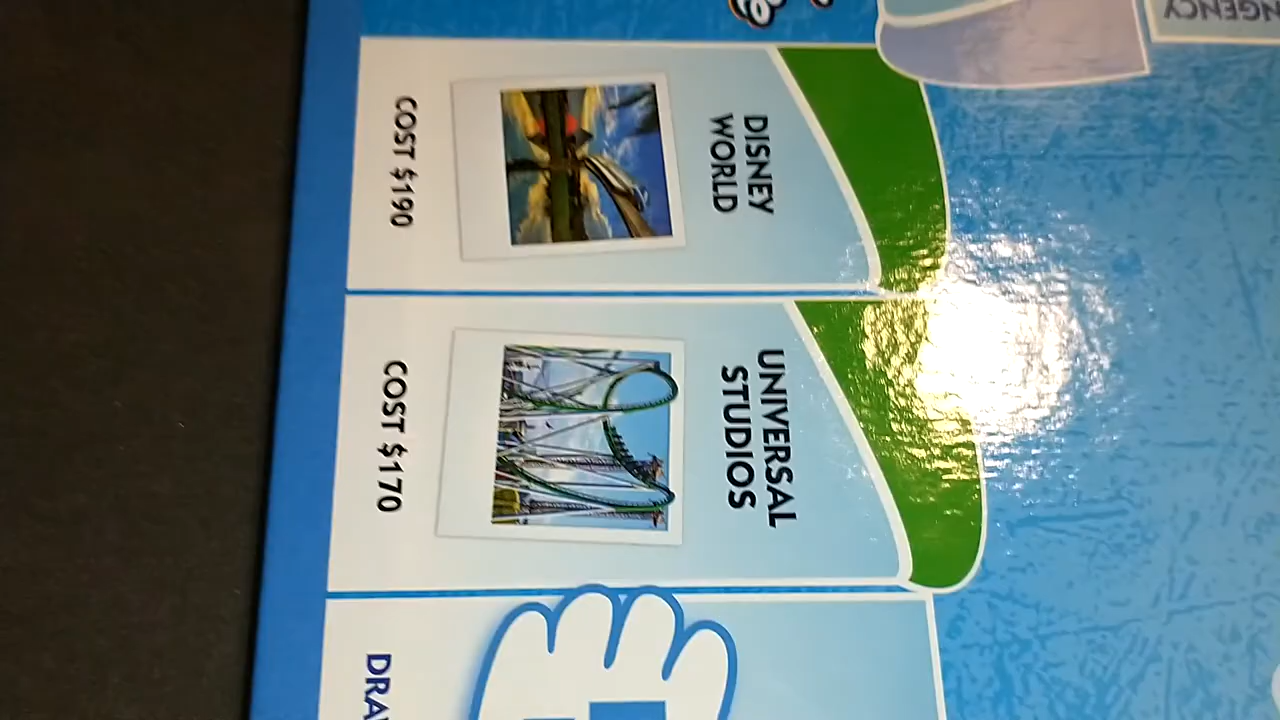 DISNEY
WORLD
COST $190
UNIVERSAL
STUDIOS
COST $170